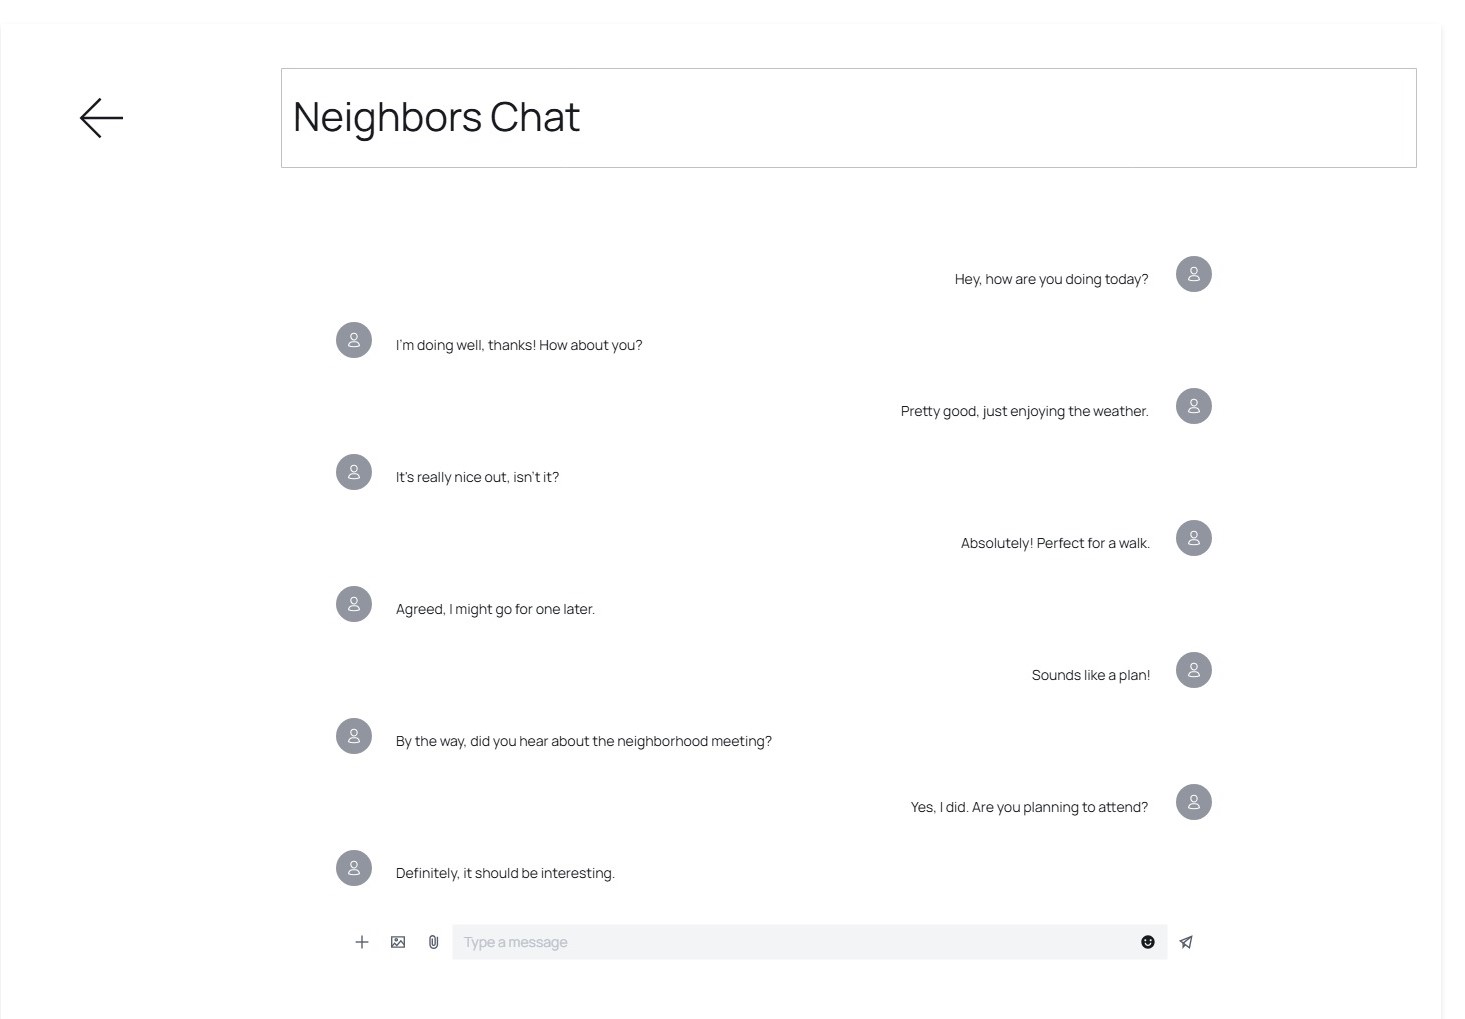 Neighbors Chat
Hey, how are you doing today?
I'm doing well, thanks! How about you?
Pretty good, just enjoying the weather.
It's really nice out, isn't it?
Absolutely! Perfect for a walk.
Agreed, I might go for one later.
Sounds like a plan!
By the way, did you hear about the neighborhood meeting?
Yes, I did. Are you planning to attend?
Definitely, it should be interesting.
Type a message